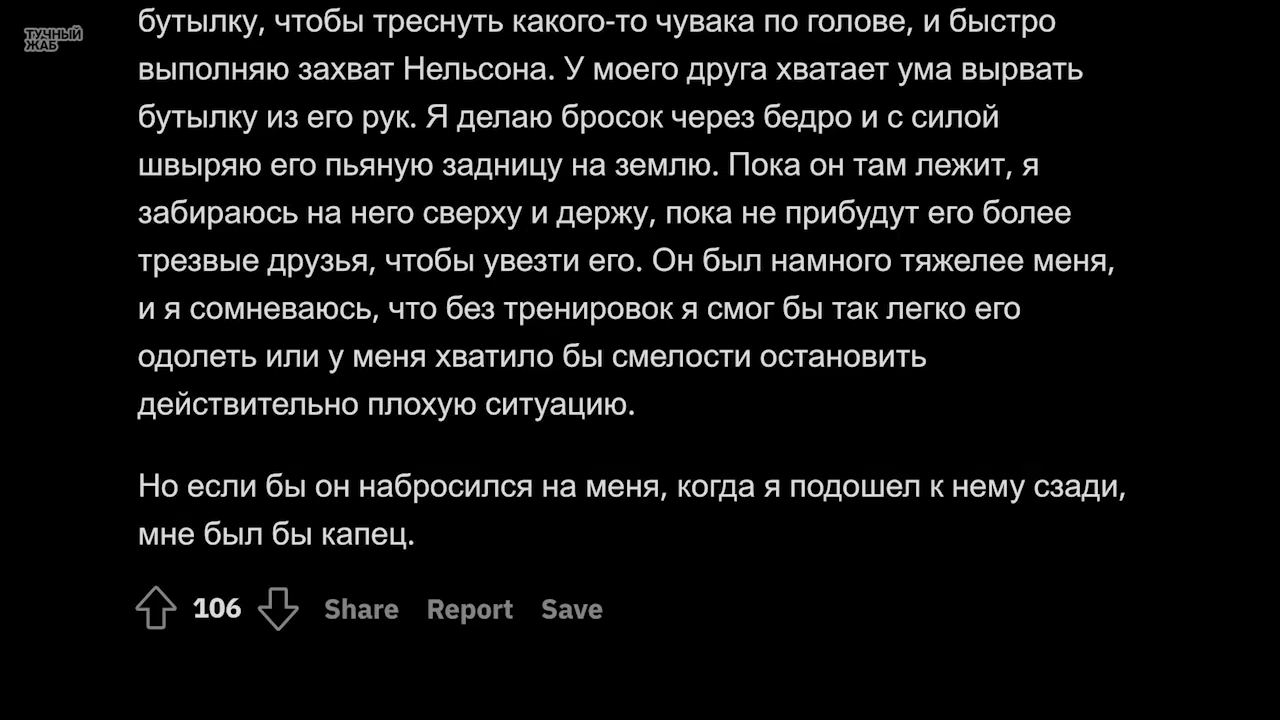 ТУЧНЫЙ
ЖАБ
бутылку, чтобы треснуть какого-то чувака по голове, и быстро
выполняю захват Нельсона. У моего друга хватает ума вырвать
бутылку из его рук. Я делаю бросок через бедро и с силой
швыряю его пьяную задницу на землю. Пока он там лежит, я
забираюсь на него сверху и держу, пока не прибудут его более
трезвые друзья, чтобы увезти его. Он был намного тяжелее меня,
и я сомневаюсь, что без тренировок я смог бы так легко его
одолеть или у меня хватило бы смелости остановить
действительно плохую ситуацию.
Но если бы он набросился на меня, когда я подошел к нему сзади,
мне был бы капец.
106 Share Report Save